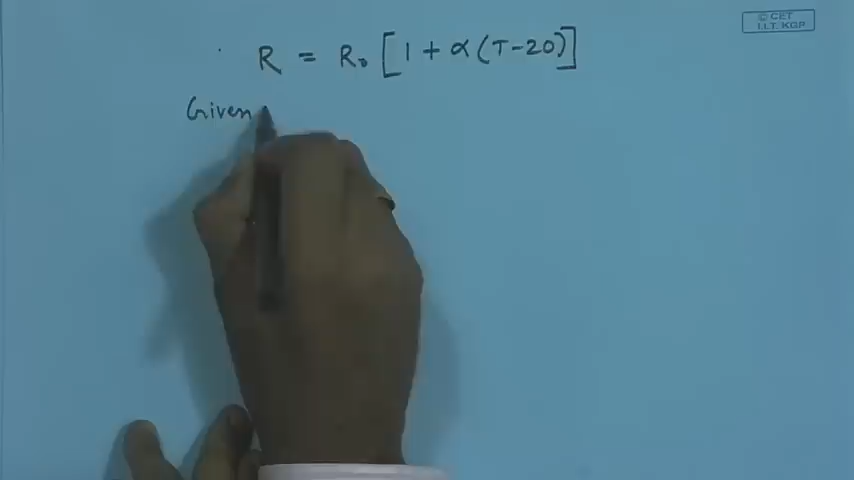 © CET
I.I.T. KGP
R = R₀ [1 + α (T-20)]
Given